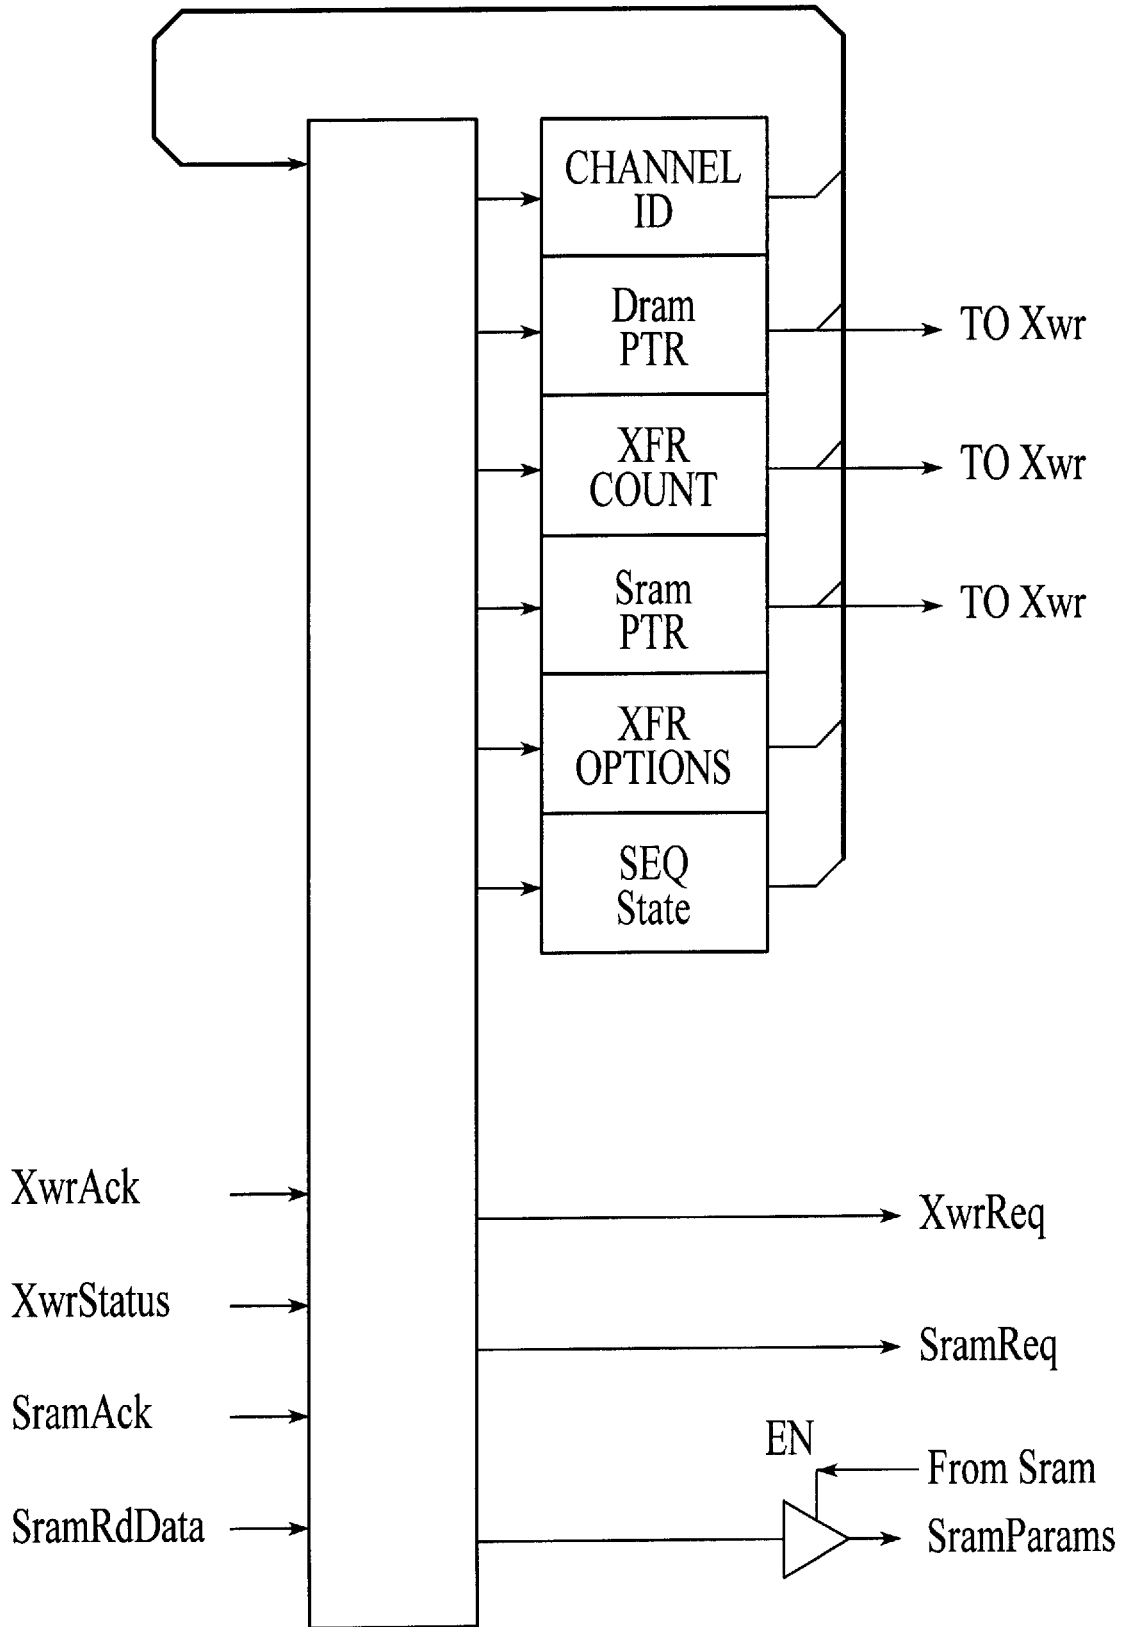 CHANNEL
ID
Dram
PTR
TO Xwr
XFR
COUNT
TO Xwr
Sram
PTR
TO Xwr
XFR
OPTIONS
SEQ
State
XwrAck
XwrReq
XwrStatus
SramReq
SramAck
EN
From Sram
SramRdData
SramParams